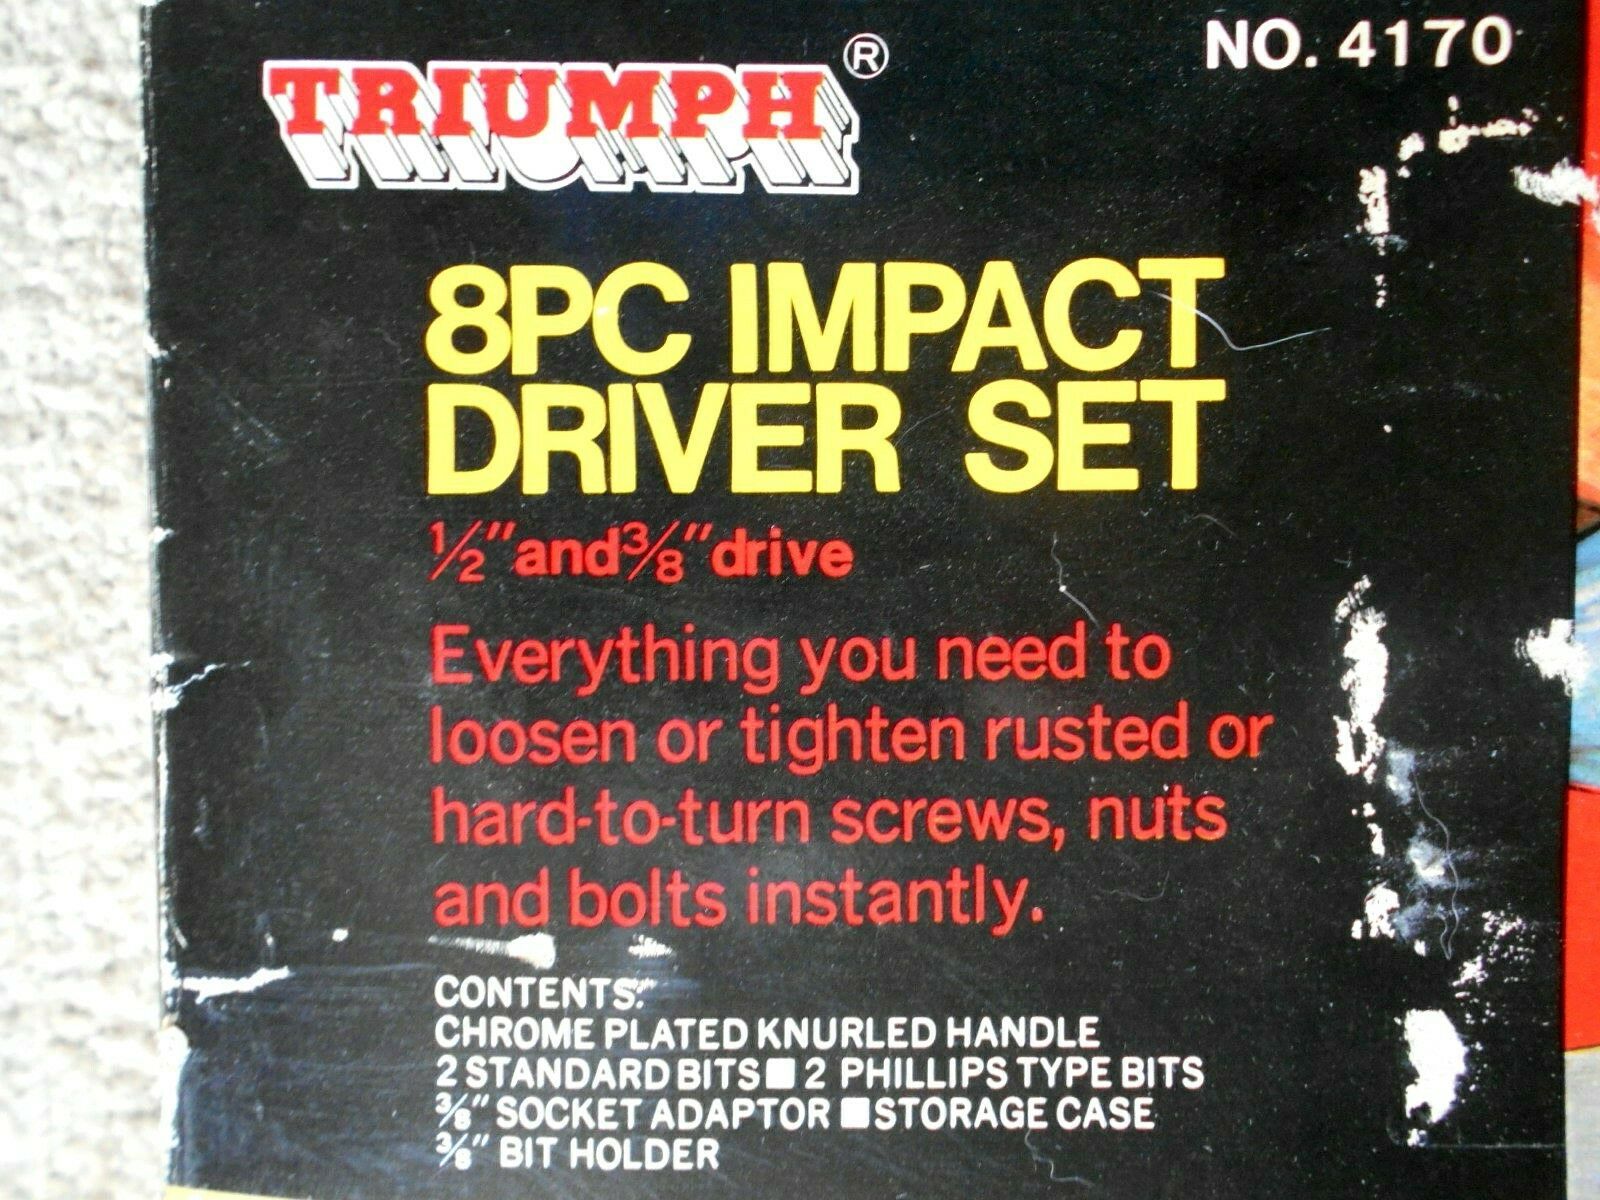 TRIUMPH®
NO. 4170
8PC IMPACT
DRIVER SET
½" and ⅜" drive
Everything you need to
loosen or tighten rusted or
hard-to-turn screws, nuts
and bolts instantly.
CONTENTS:
CHROME PLATED KNURLED HANDLE
2 STANDARD BITS ■ 2 PHILLIPS TYPE BITS
⅜" SOCKET ADAPTOR ■ STORAGE CASE
⅜" BIT HOLDER